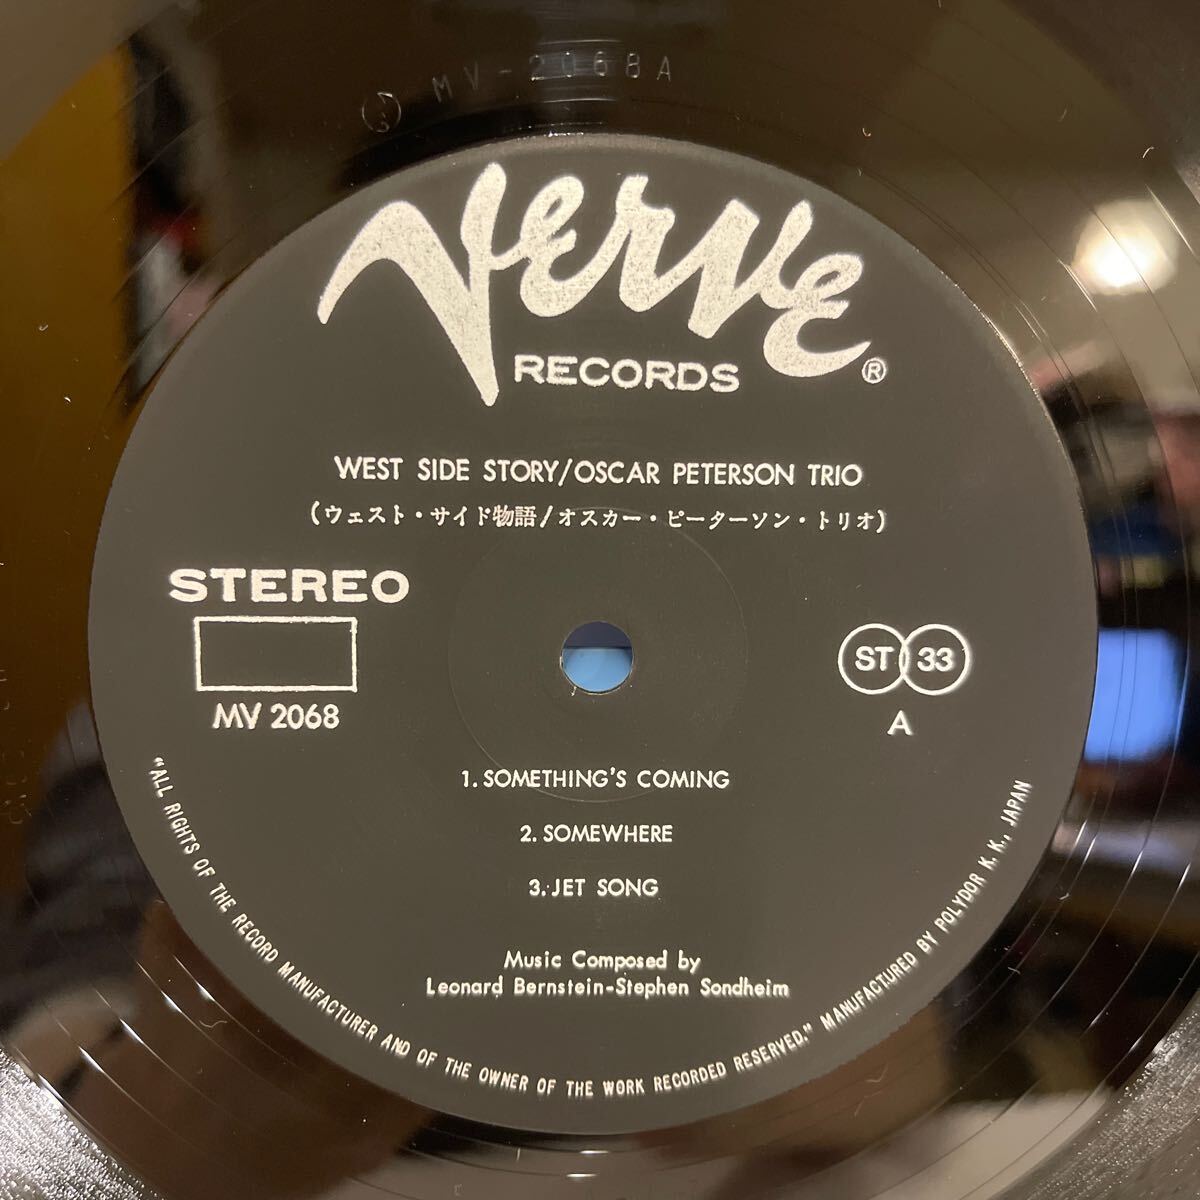 MV-2068A
Verve
RECORDS ®
WEST SIDE STORY/OSCAR PETERSON TRIO
(ウェスト・サイド物語/オスカー・ピーターソン・トリオ)
STEREO
MV 2068
ST 33
A
1. SOMETHING'S COMING
2. SOMEWHERE
3. JET SONG
Music Composed by
Leonard Bernstein-Stephen Sondheim
"ALL RIGHTS OF THE RECORD MANUFACTURER AND OF THE OWNER OF THE WORK RECORDED RESERVED." MANUFACTURED BY POLYDOR K.K., JAPAN